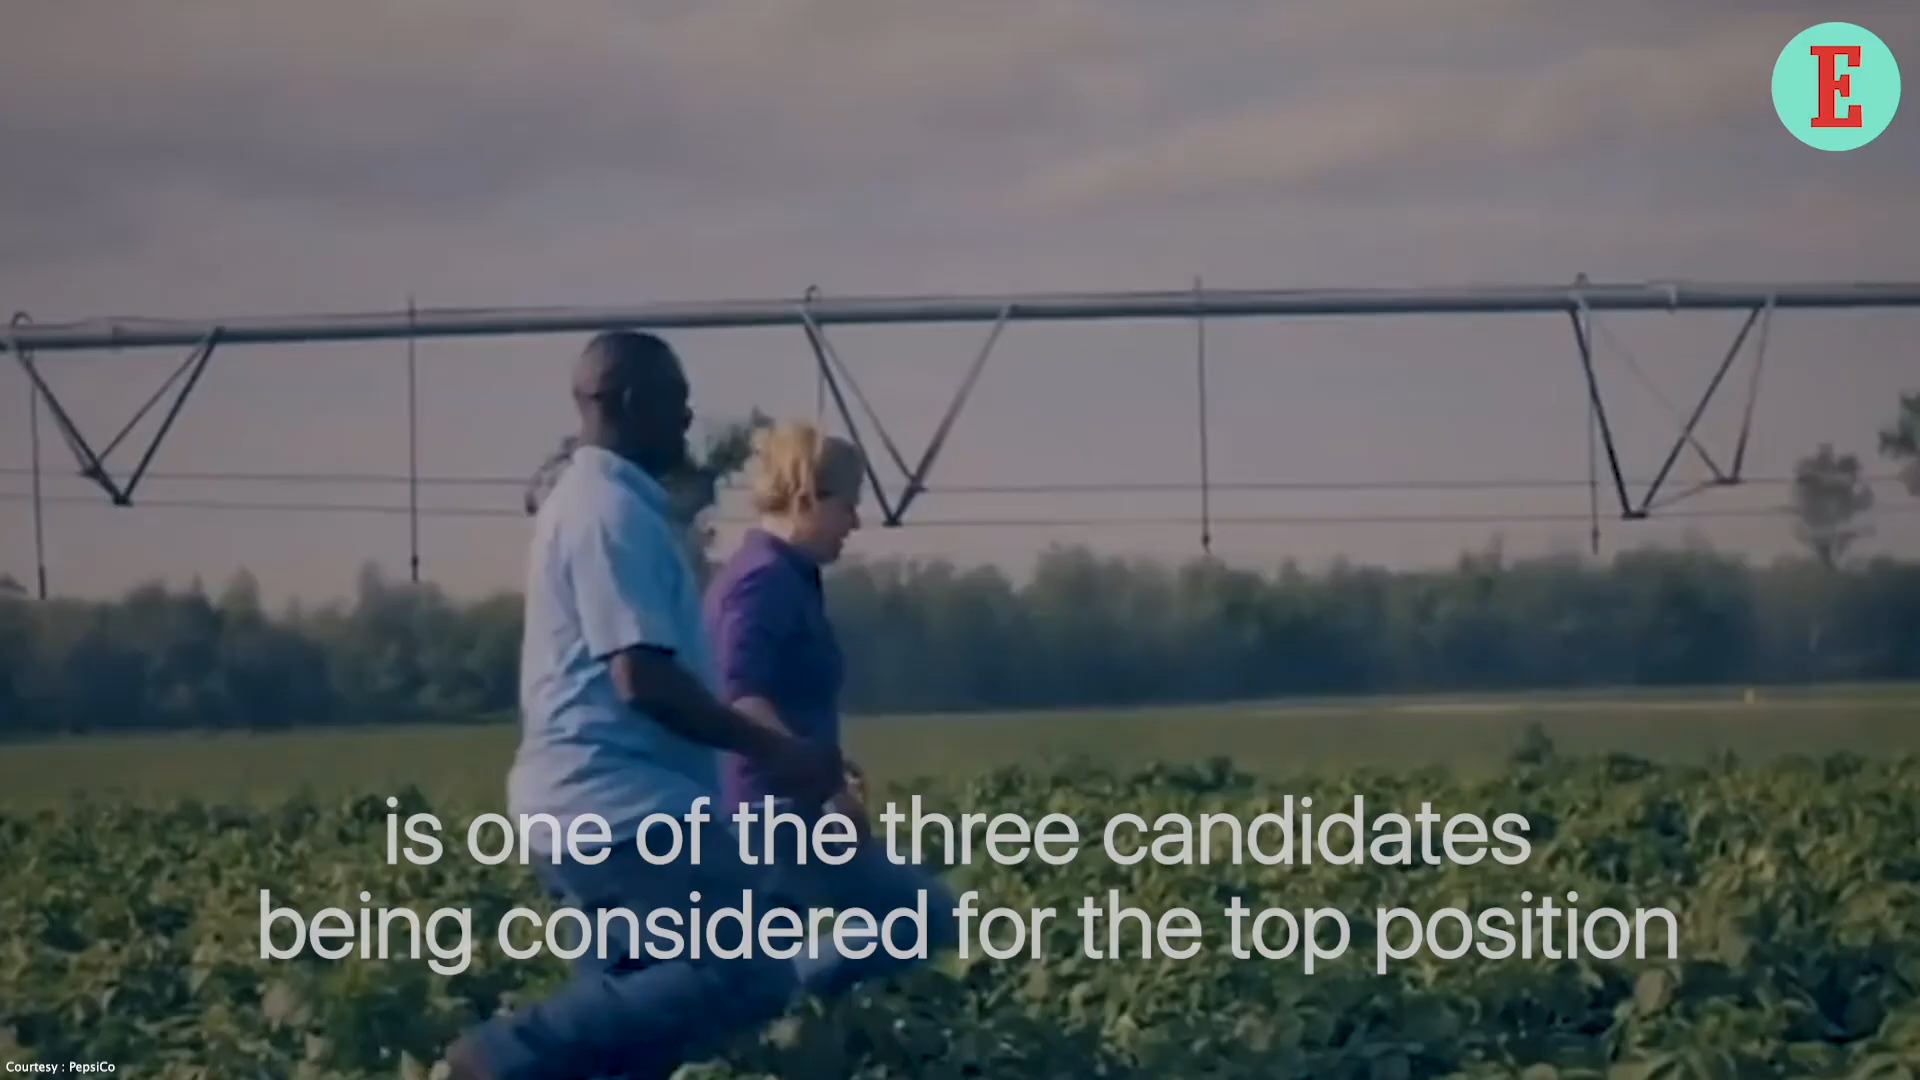 E
is one of the three candidates
being considered for the top position
Courtesy : PepsiCo